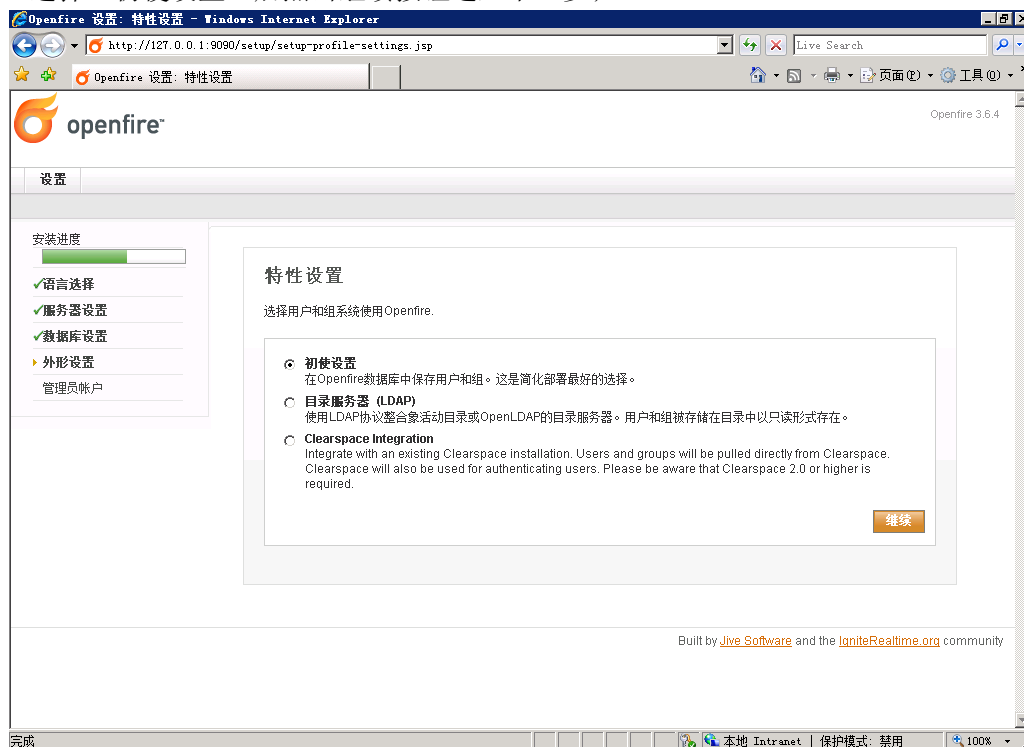 Openfire 设置: 特性设置 - Windows Internet Explorer
http://127.0.0.1:9090/setup/setup-profile-settings.jsp
Live Search
Openfire 设置: 特性设置
页面(P)
工具(O)
openfire™
Openfire 3.6.4
设置
安装进度
语言选择
服务器设置
数据库设置
外形设置
管理员帐户
特性设置
选择用户和组系统使用Openfire.
初使设置
在Openfire数据库中保存用户和组。这是简化部署最好的选择。
目录服务器 (LDAP)
使用LDAP协议整合象活动目录或OpenLDAP的目录服务器。用户和组被存储在目录中以只读形式存在。
Clearspace Integration
Integrate with an existing Clearspace installation. Users and groups will be pulled directly from Clearspace.
Clearspace will also be used for authenticating users. Please be aware that Clearspace 2.0 or higher is
required.
继续
Built by Jive Software and the IgniteRealtime.org community
完成
本地 Intranet | 保护模式: 禁用
100%